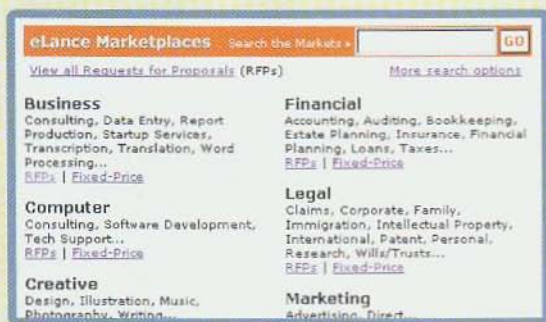 eLance Marketplaces Search the Markets » GO
View all Requests for Proposals (RFPs) More search options
Business
Consulting, Data Entry, Report
Production, Startup Services,
Transcription, Translation, Word
Processing...
RFPs | Fixed-Price
Computer
Consulting, Software Development,
Tech Support...
RFPs | Fixed-Price
Creative
Design, Illustration, Music,
Photography, Writing...
Financial
Accounting, Auditing, Bookkeeping,
Estate Planning, Insurance, Financial
Planning, Loans, Taxes...
RFPs | Fixed-Price
Legal
Claims, Corporate, Family,
Immigration, Intellectual Property,
International, Patent, Personal,
Research, Wills/Trusts...
RFPs | Fixed-Price
Marketing
Advertising, Direct...